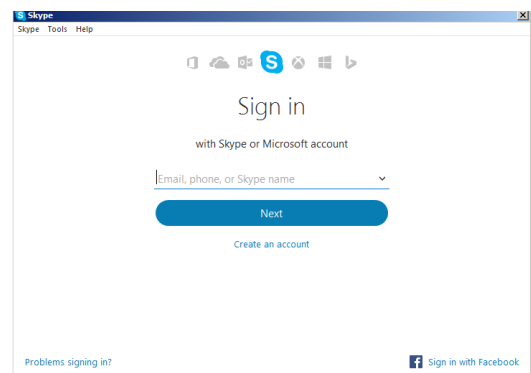 Skype
Skype Tools Help
Sign in
with Skype or Microsoft account
Email, phone, or Skype name
Next
Create an account
Problems signing in?
Sign in with Facebook